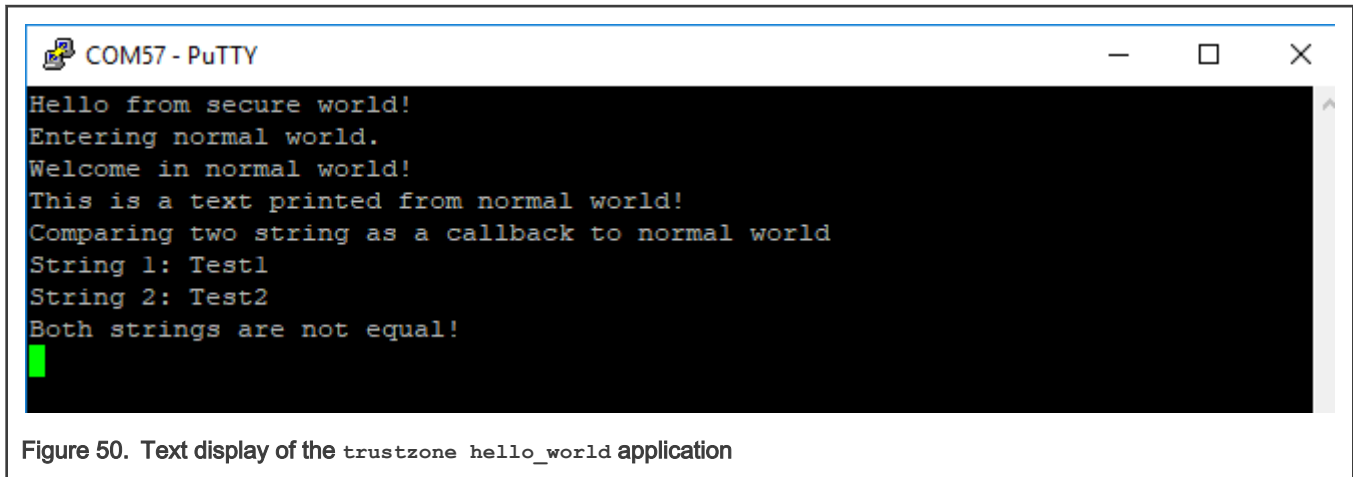 COM57 - PuTTY
Hello from secure world!
Entering normal world.
Welcome in normal world!
This is a text printed from normal world!
Comparing two string as a callback to normal world
String 1: Test1
String 2: Test2
Both strings are not equal!
Figure 50. Text display of the trustzone hello_world application